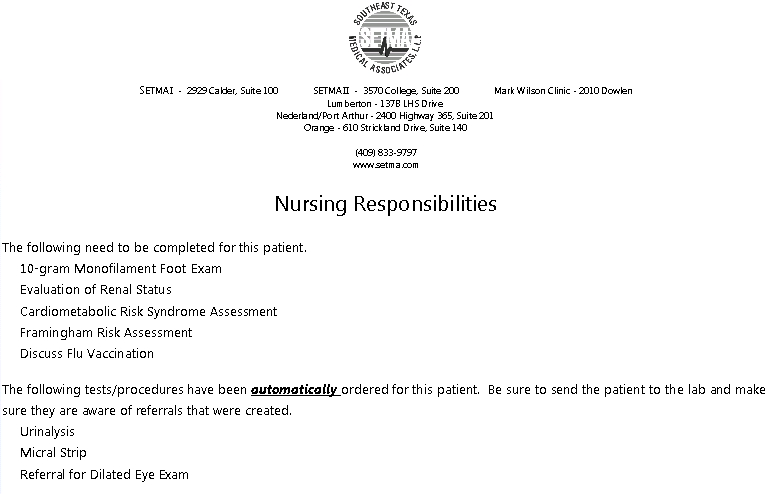 SOUTHEAST TEXAS
SETMA
MEDICAL ASSOCIATES, L.L.P.
SETMA I - 2929 Calder, Suite 100 SETMA II - 3570 College, Suite 200 Mark Wilson Clinic - 2010 Dowlen
Lumberton - 137B LHS Drive
Nederland/Port Arthur - 2400 Highway 365, Suite 201
Orange - 610 Strickland Drive, Suite 140
(409) 833-9797
www.setma.com
Nursing Responsibilities
The following need to be completed for this patient.
10-gram Monofilament Foot Exam
Evaluation of Renal Status
Cardiometabolic Risk Syndrome Assessment
Framingham Risk Assessment
Discuss Flu Vaccination
The following tests/procedures have been automatically ordered for this patient. Be sure to send the patient to the lab and make
sure they are aware of referrals that were created.
Urinalysis
Micral Strip
Referral for Dilated Eye Exam